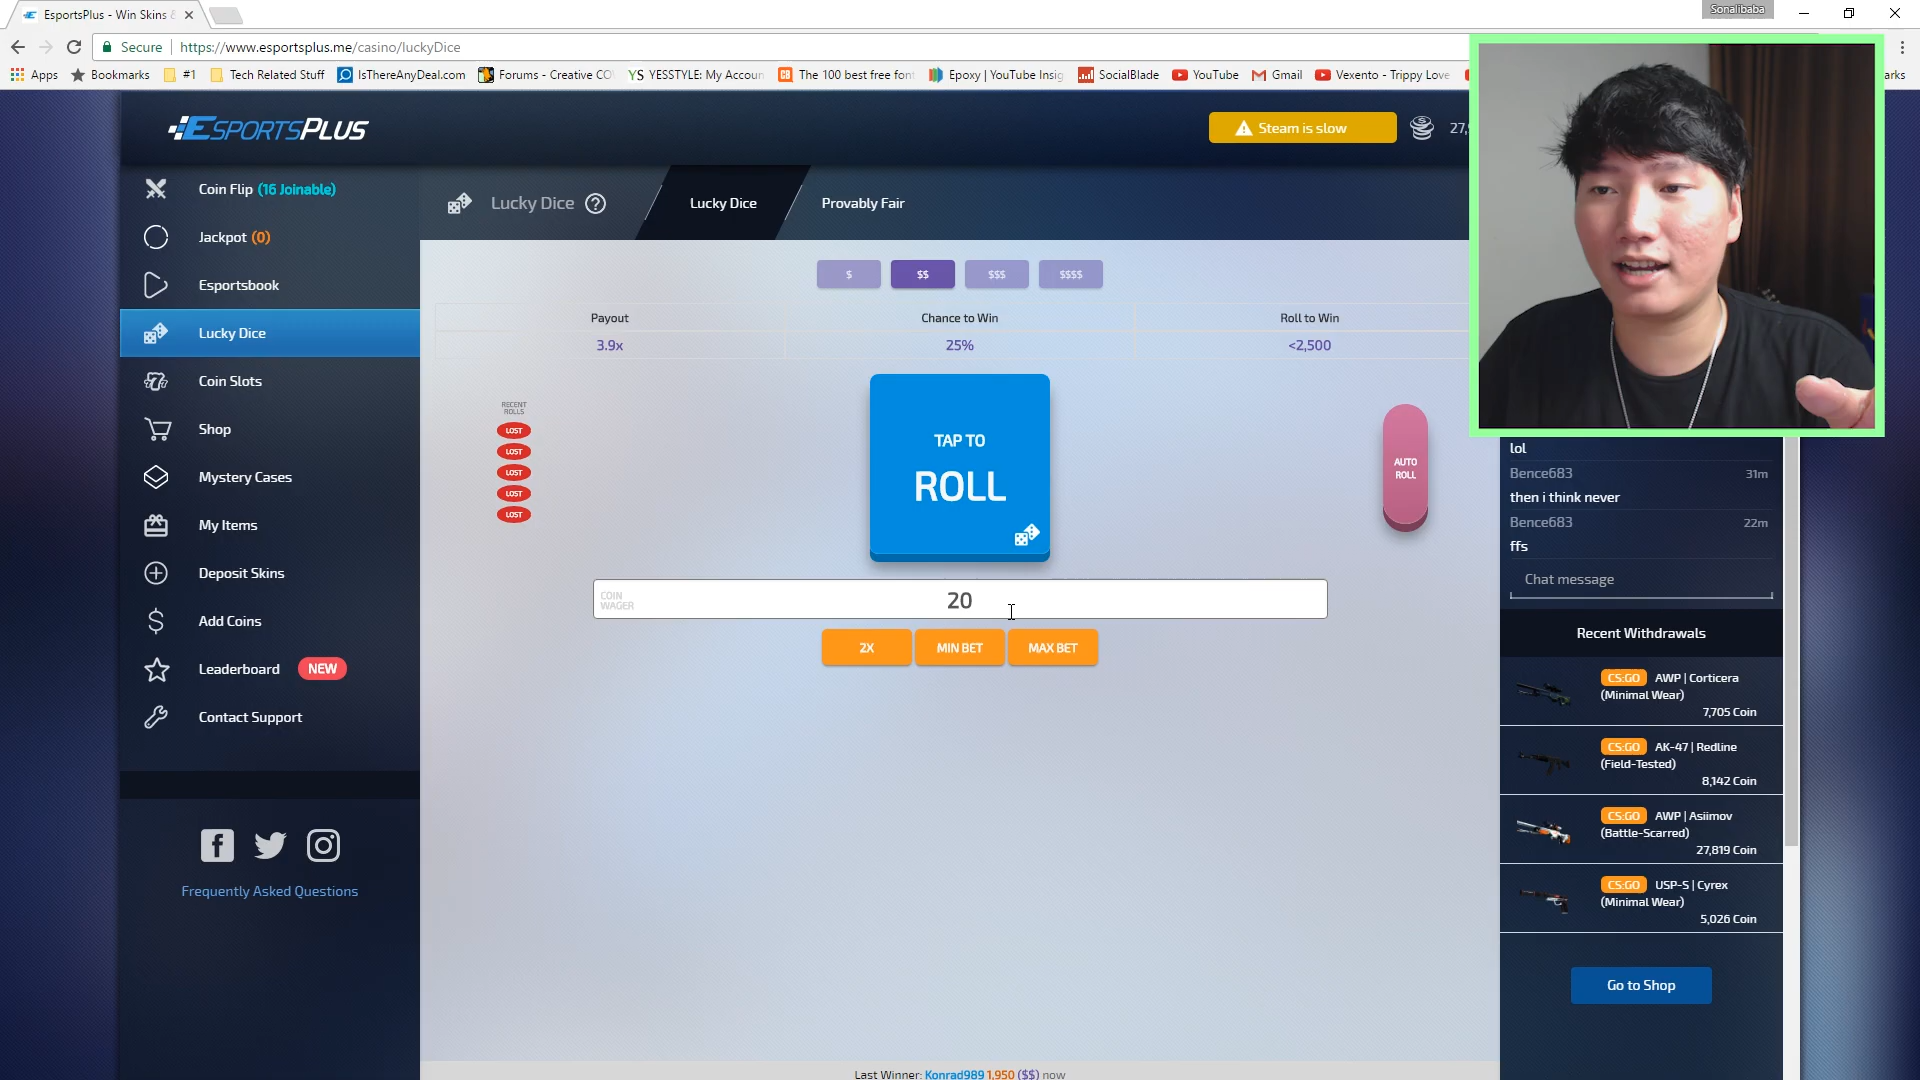 EsportsPlus - Win Skins &
Sonalibaba
Secure https://www.esportsplus.me/casino/luckyDice
Apps Bookmarks #1 Tech Related Stuff IsThereAnyDeal.com Forums - Creative CO YESSTYLE: My Accoun The 100 best free font Epoxy | YouTube Insig SocialBlade YouTube Gmail Vexento - Trippy Love arks
ESPORTSPLUS
Steam is slow
27,
Coin Flip (16 Joinable)
Jackpot (0)
Esportsbook
Lucky Dice
Coin Slots
Shop
Mystery Cases
My Items
Deposit Skins
Add Coins
Leaderboard NEW
Contact Support
Frequently Asked Questions
Lucky Dice ?
Lucky Dice
Provably Fair
$ $$ $$$ $$$$
Payout Chance to Win Roll to Win
3.9x 25% <2,500
RECENT
ROLLS
LOST
LOST
LOST
LOST
LOST
TAP TO
ROLL
AUTO
ROLL
COIN
WAGER
20
2X MIN BET MAX BET
Last Winner: Konrad989 1,950 ($$) now
lol
Bence683 31m
then i think never
Bence683 22m
ffs
Chat message
Recent Withdrawals
CS:GO AWP | Corticera
(Minimal Wear)
7,705 Coin
CS:GO AK-47 | Redline
(Field-Tested)
8,142 Coin
CS:GO AWP | Asiimov
(Battle-Scarred)
27,819 Coin
CS:GO USP-S | Cyrex
(Minimal Wear)
5,026 Coin
Go to Shop